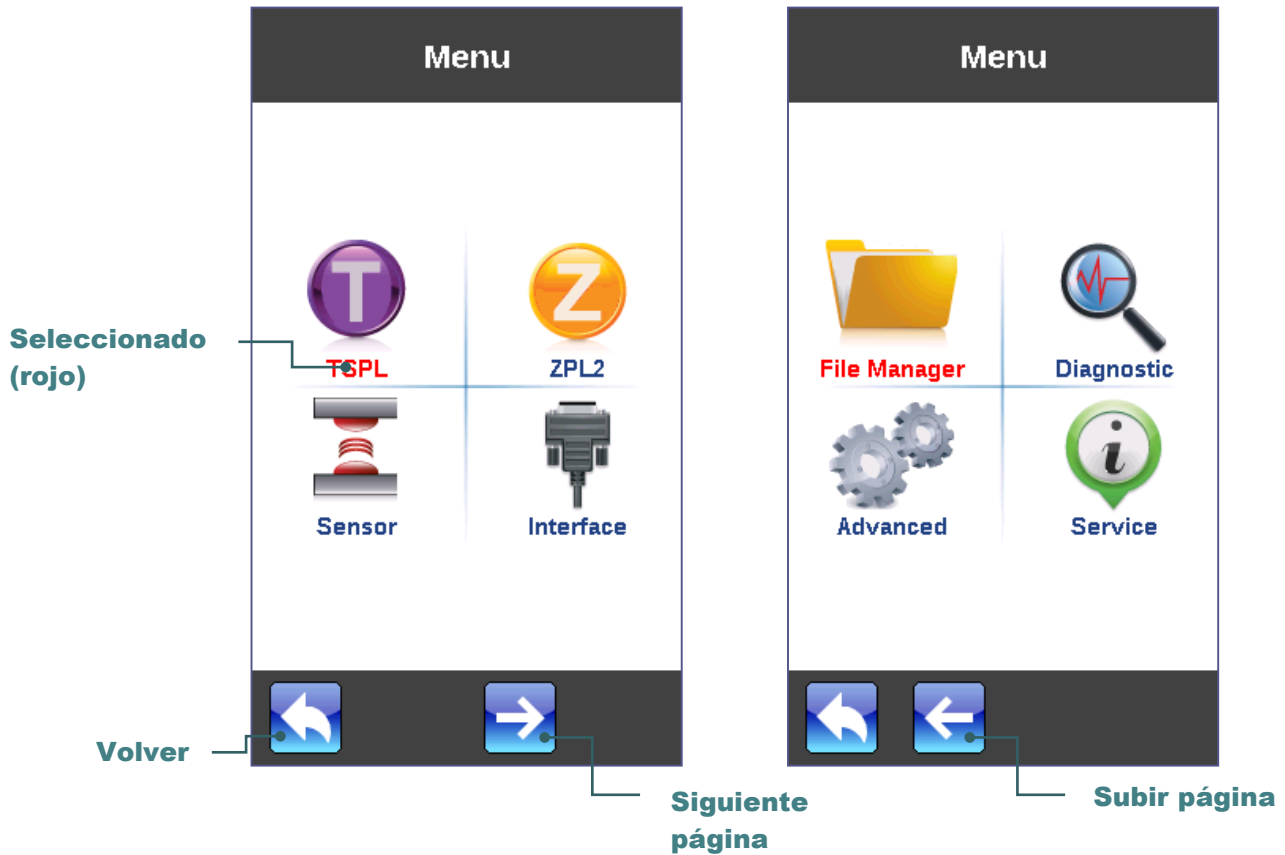 Menu
Menu
T
Z
Seleccionado
(rojo)
TSPL
ZPL2
File Manager
Diagnostic
i
Sensor
Interface
Advanced
Service
Volver
Siguiente
página
Subir página